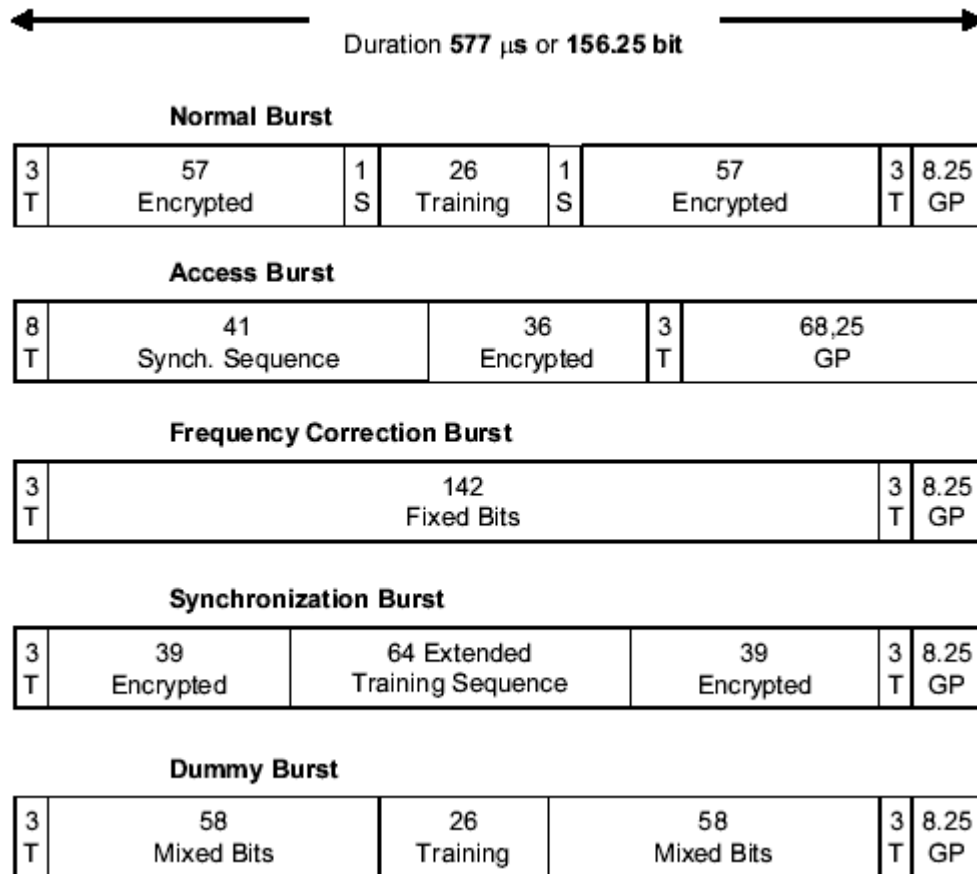 Duration 577 µs or 156.25 bit
Normal Burst
3 57 1 26 1 57 3 8.25
T Encrypted S Training S Encrypted T GP
Access Burst
8 41 36 3 68,25
T Synch. Sequence Encrypted T GP
Frequency Correction Burst
3 142 3 8.25
T Fixed Bits T GP
Synchronization Burst
3 39 64 Extended 39 3 8.25
T Encrypted Training Sequence Encrypted T GP
Dummy Burst
3 58 26 58 3 8.25
T Mixed Bits Training Mixed Bits T GP